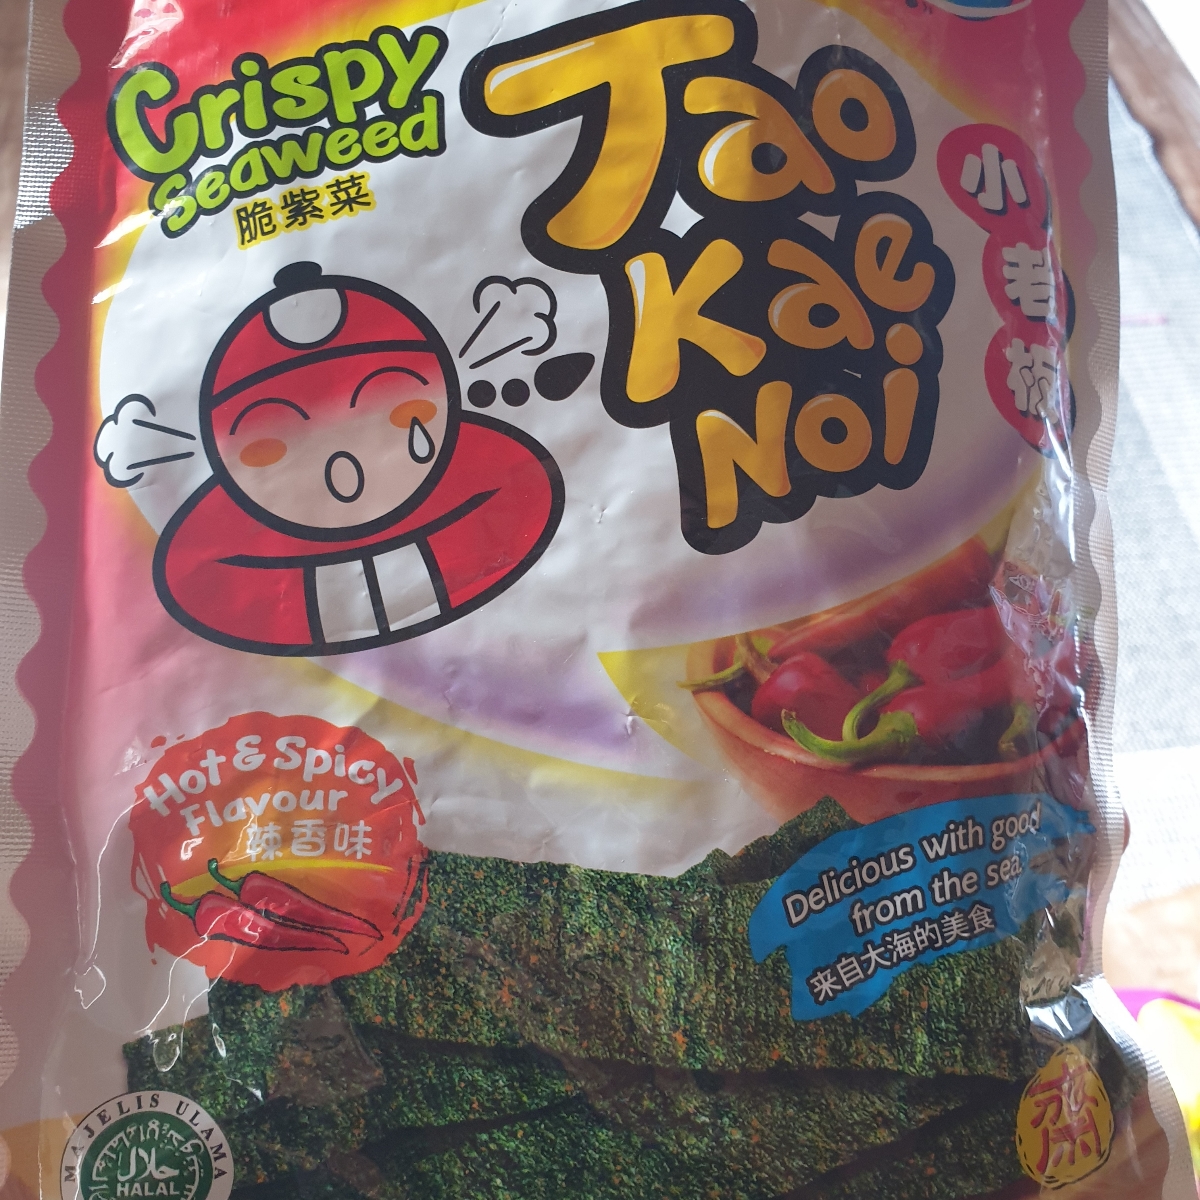 Crispy
Seaweed
脆紫菜
Tao
Kae
Noi
小
老
板
Hot & Spicy
Flavour
辣香味
Delicious with good
from the sea.
来自大海的美食
MAJELIS ULAMA
حلال
HALAL